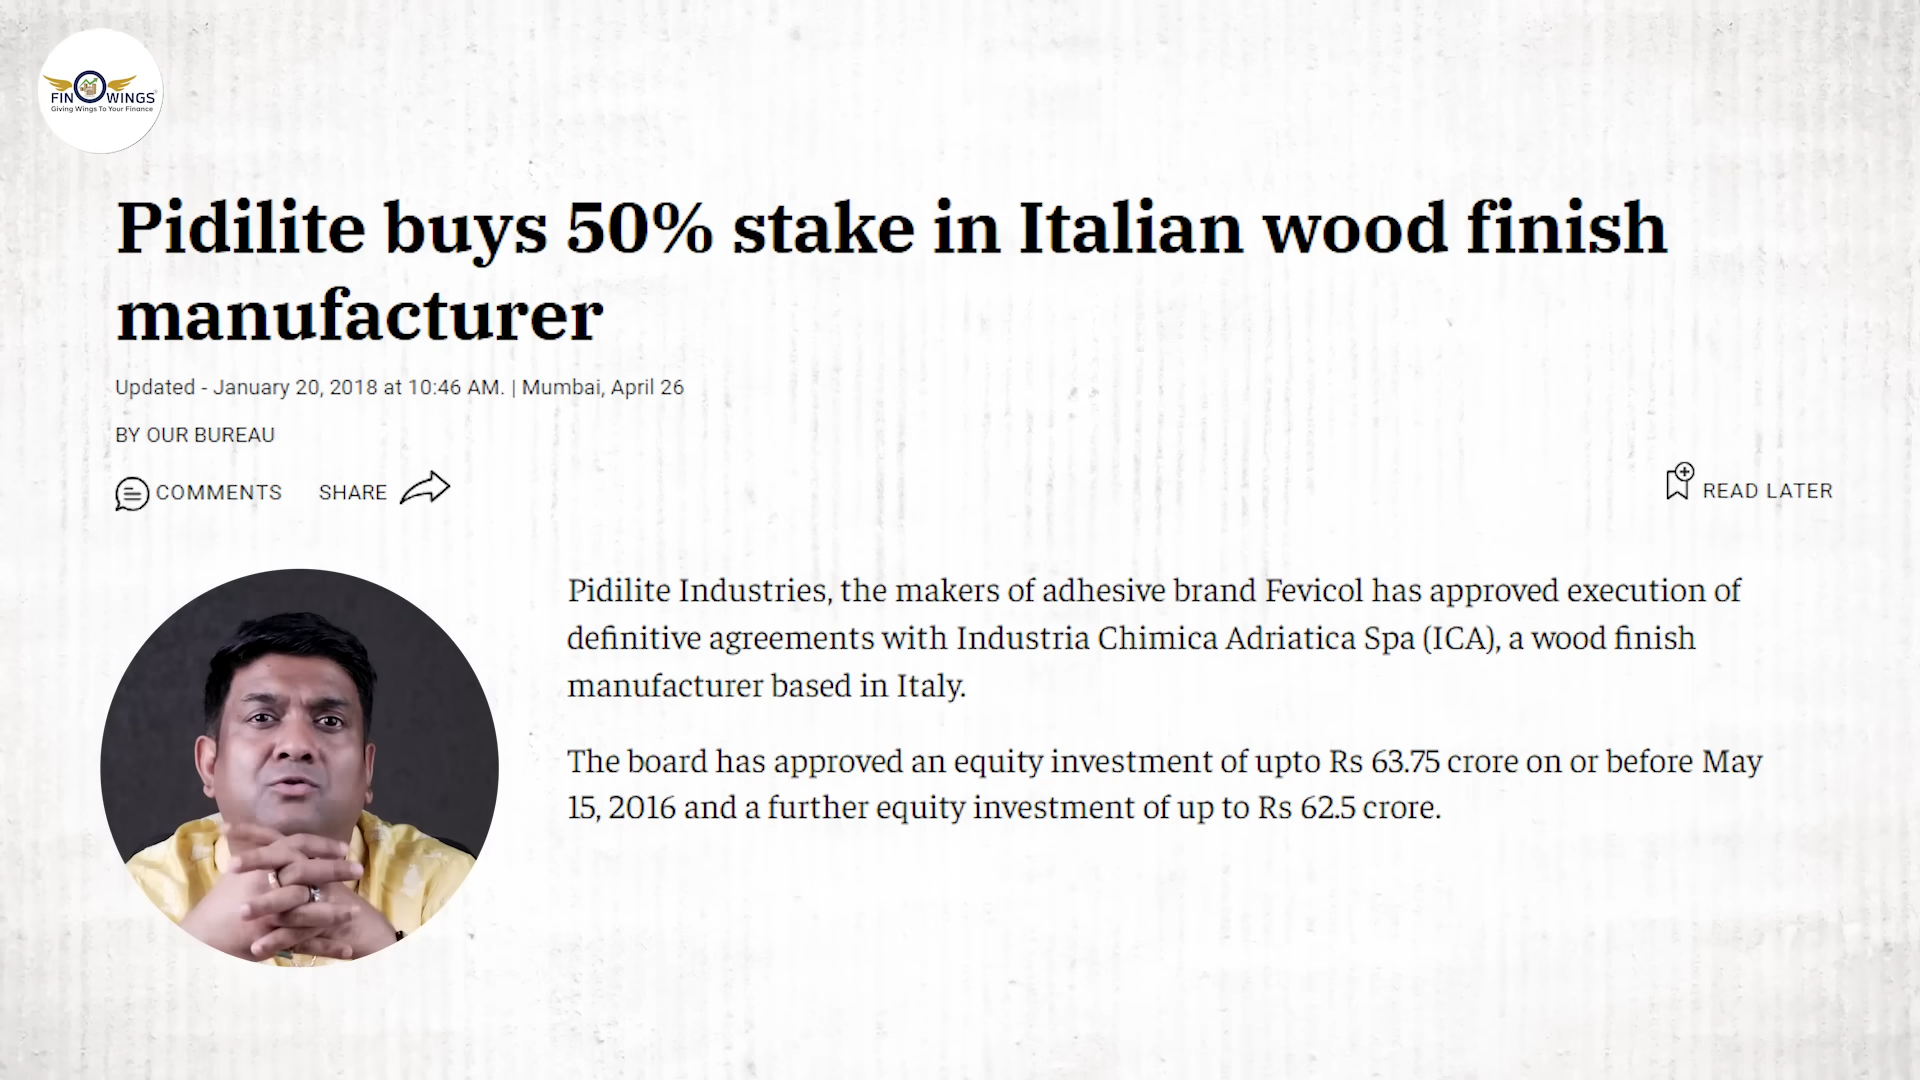 FINOWINGS
Giving Wings To Your Finance
Pidilite buys 50% stake in Italian wood finish
manufacturer
Updated - January 20, 2018 at 10:46 AM. | Mumbai, April 26
BY OUR BUREAU
COMMENTS SHARE
READ LATER
Pidilite Industries, the makers of adhesive brand Fevicol has approved execution of
definitive agreements with Industria Chimica Adriatica Spa (ICA), a wood finish
manufacturer based in Italy.
The board has approved an equity investment of upto Rs 63.75 crore on or before May
15, 2016 and a further equity investment of up to Rs 62.5 crore.